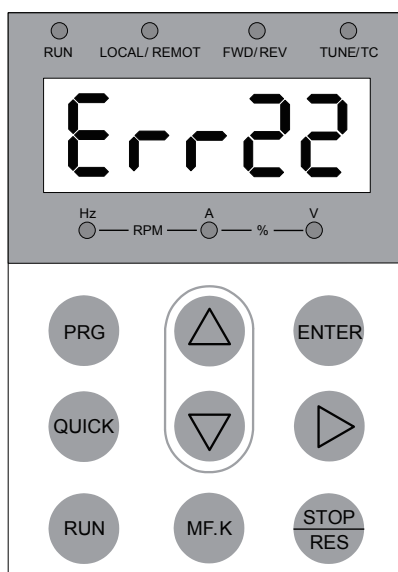 RUN LOCAL/ REMOT FWD/ REV TUNE/TC
Err22
Hz A V
RPM %
PRG ENTER
QUICK
RUN MF.K STOP
RES